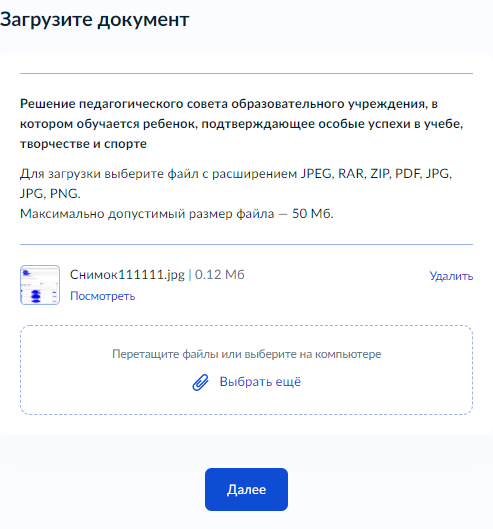 Загрузите документ
Решение педагогического совета образовательного учреждения, в
котором обучается ребенок, подтверждающее особые успехи в учебе,
творчестве и спорте
Для загрузки выберите файл с расширением JPEG, RAR, ZIP, PDF, JPG,
JPG, PNG.
Максимально допустимый размер файла — 50 Мб.
Снимок111111.jpg | 0.12 Мб
Удалить
Посмотреть
Перетащите файлы или выберите на компьютере
Выбрать ещё
Далее